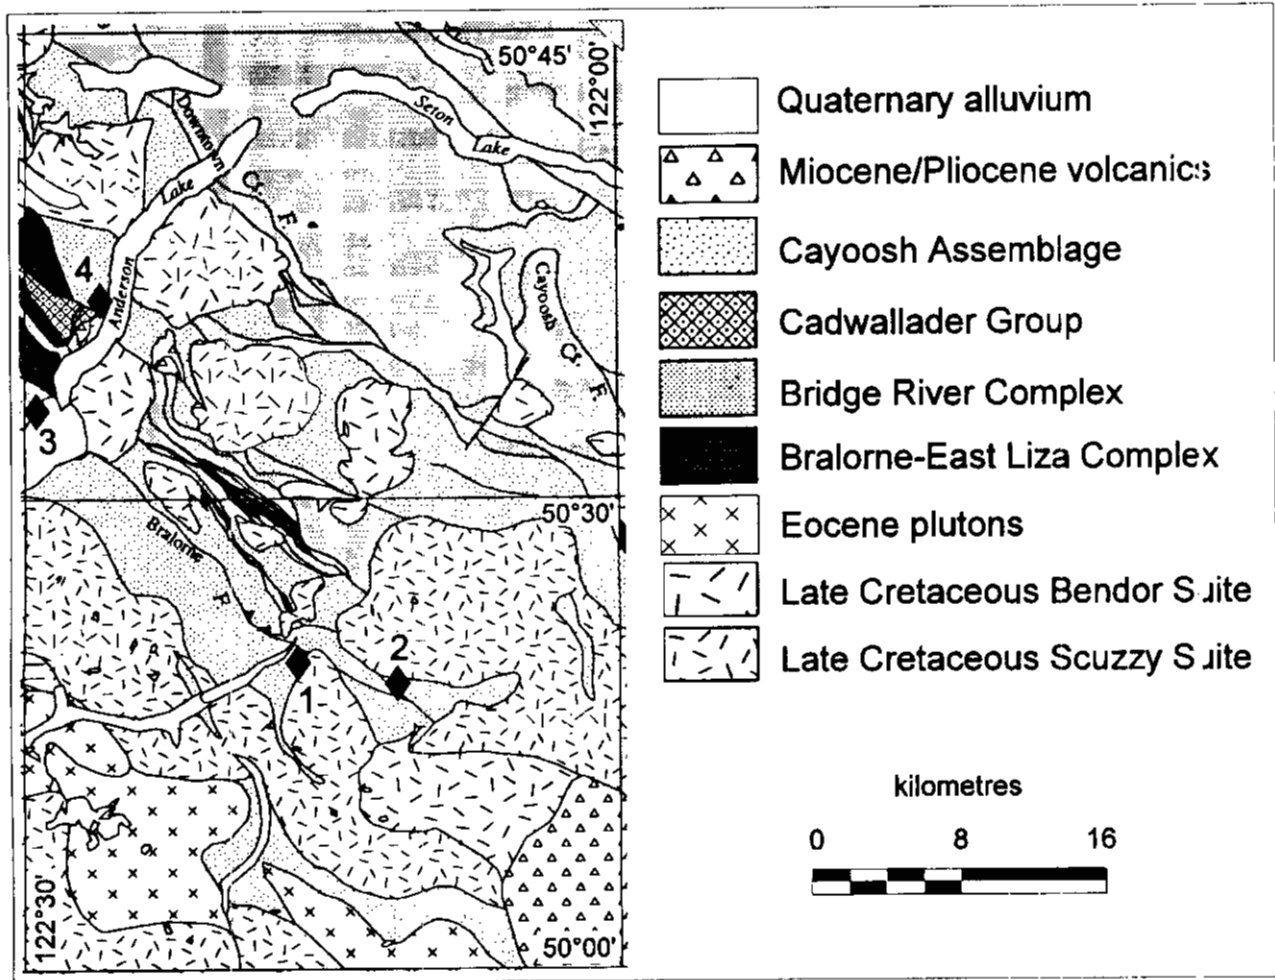 50°45'
122°00'
Downtown
Cr.
F
Seton
Lake
Lake
Anderson
4
Cayoosh
Cr.
F
3
50°30'
Bralorne
F
2
1
122°30'
50°00'
Quaternary alluvium
Miocene/Pliocene volcanics
Cayoosh Assemblage
Cadwallader Group
Bridge River Complex
Bralorne-East Liza Complex
Eocene plutons
Late Cretaceous Bendor Suite
Late Cretaceous Scuzzy Suite
kilometres
0 8 16